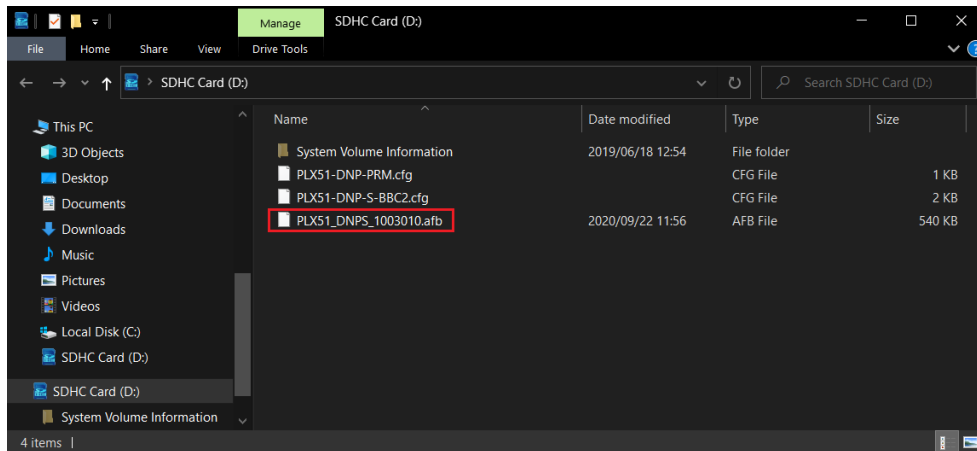 Manage SDHC Card (D:)
File Home Share View Drive Tools
SDHC Card (D:) Search SDHC Card (D:)
Name Date modified Type Size
This PC
3D Objects
Desktop
Documents
Downloads
Music
Pictures
Videos
Local Disk (C:)
SDHC Card (D:)
SDHC Card (D:)
System Volume Information
System Volume Information 2019/06/18 12:54 File folder
PLX51-DNP-PRM.cfg CFG File 1 KB
PLX51-DNP-S-BBC2.cfg CFG File 2 KB
PLX51_DNPS_1003010.afb 2020/09/22 11:56 AFB File 540 KB
4 items